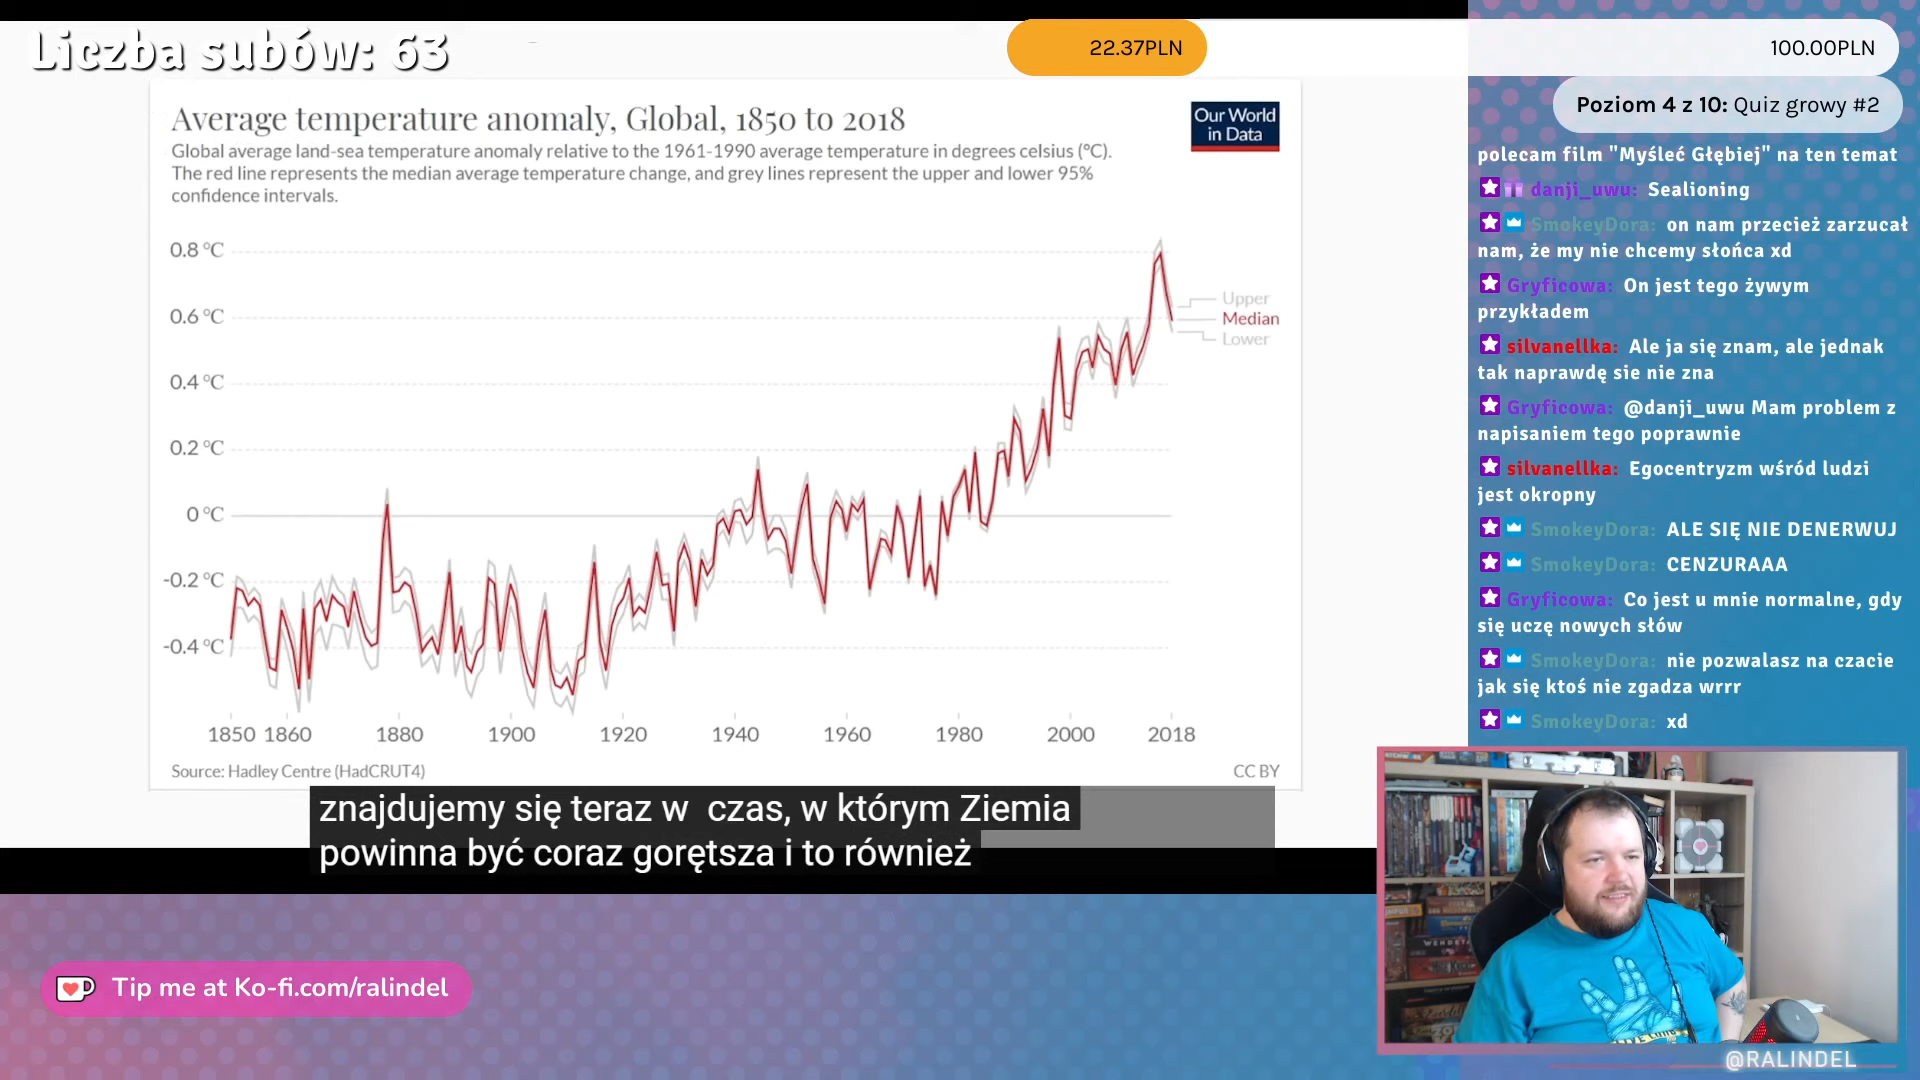 Liczba subów: 63
22.37PLN
100.00PLN
Poziom 4 z 10: Quiz growy #2
Average temperature anomaly, Global, 1850 to 2018
Our World
in Data
Global average land-sea temperature anomaly relative to the 1961-1990 average temperature in degrees celsius (°C).
The red line represents the median average temperature change, and grey lines represent the upper and lower 95%
confidence intervals.
0.8 °C
0.6 °C
0.4 °C
0.2 °C
0 °C
-0.2 °C
-0.4 °C
Upper
Median
Lower
1850 1860 1880 1900 1920 1940 1960 1980 2000 2018
Source: Hadley Centre (HadCRUT4)
CC BY
znajdujemy się teraz w czas, w którym Ziemia
powinna być coraz gorętsza i to również
polecam film "Myśleć Głębiej" na ten temat
danji_uwu: Sealioning
SmokeyDora: on nam przecież zarzucał
nam, że my nie chcemy słońca xd
Gryficowa: On jest tego żywym
przykładem
silvanellka: Ale ja się znam, ale jednak
tak naprawdę sie nie zna
Gryficowa: @danji_uwu Mam problem z
napisaniem tego poprawnie
silvanellka: Egocentryzm wśród ludzi
jest okropny
SmokeyDora: ALE SIĘ NIE DENERWUJ
SmokeyDora: CENZURAAA
Gryficowa: Co jest u mnie normalne, gdy
się uczę nowych słów
SmokeyDora: nie pozwalasz na czacie
jak się ktoś nie zgadza wrrr
SmokeyDora: xd
Tip me at Ko-fi.com/ralindel
@RALINDEL